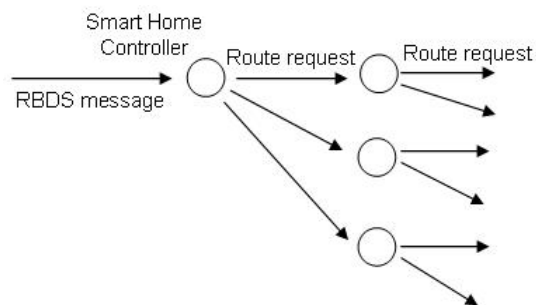 Smart Home
Controller
Route request
Route request
RBDS message